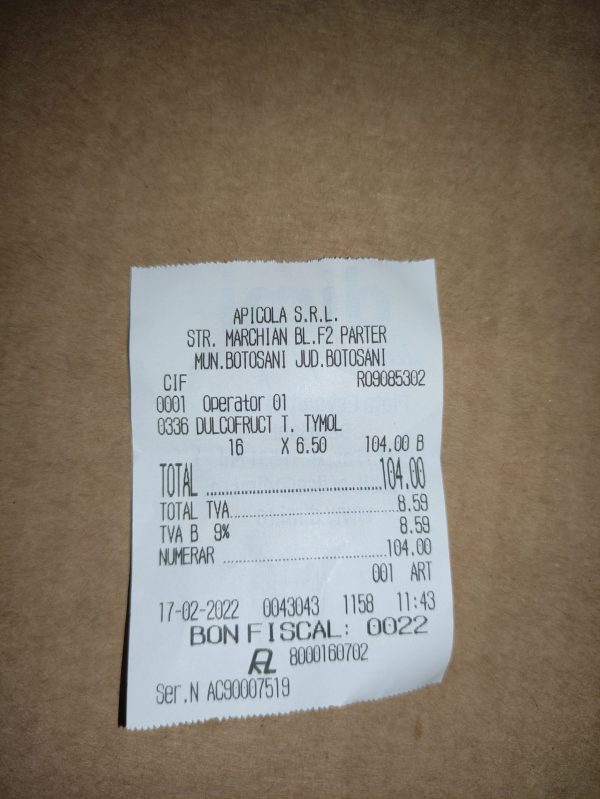 APICOLA S.R.L.
STR. MARCHIAN BL.F2 PARTER
MUN.BOTOSANI JUD.BOTOSANI
CIF RO9085302
0001 Operator 01
0336 DULCOFRUCT T. TYMOL
16 X 6.50 104.00 B
TOTAL ........................104.00
TOTAL TVA........................8.59
TVA B 9% 8.59
NUMERAR ........................104.00
001 ART
17-02-2022 0043043 1158 11:43
BON FISCAL: 0022
8000160702
Ser.N AC90007519